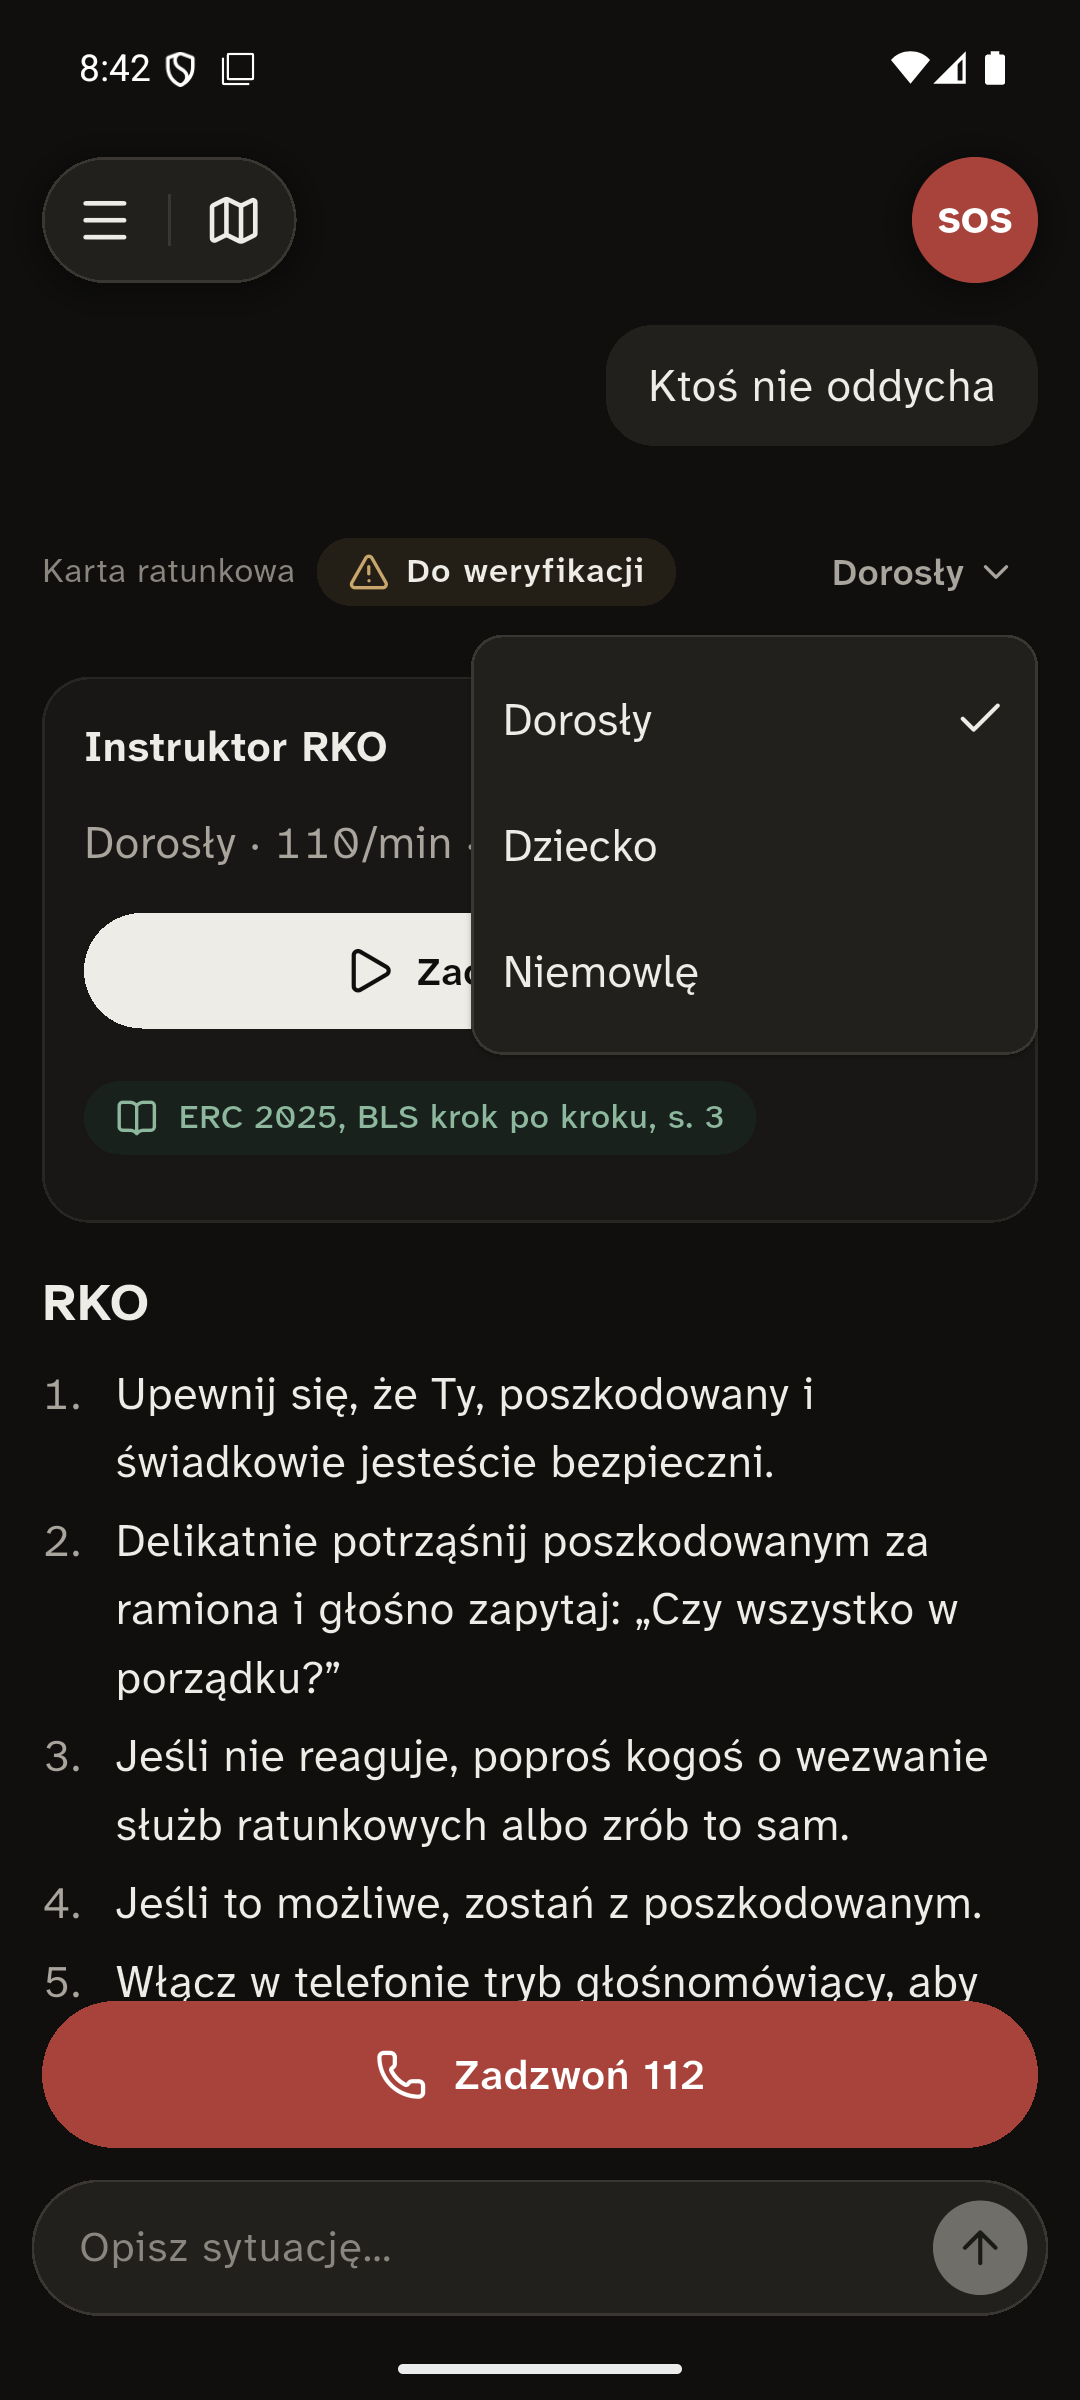 8:42
SOS
Ktoś nie oddycha
Karta ratunkowa
Do weryfikacji
Dorosły
Dorosły
Dziecko
Niemowlę
Instruktor RKO
Dorosły · 110/min ·
ERC 2025, BLS krok po kroku, s. 3
RKO
1. Upewnij się, że Ty, poszkodowany i
świadkowie jesteście bezpieczni.
2. Delikatnie potrząśnij poszkodowanym za
ramiona i głośno zapytaj: „Czy wszystko w
porządku?”
3. Jeśli nie reaguje, poproś kogoś o wezwanie
służb ratunkowych albo zrób to sam.
4. Jeśli to możliwe, zostań z poszkodowanym.
5. Włącz w telefonie tryb głośnomówiący, aby
Zadzwoń 112
Opisz sytuację...